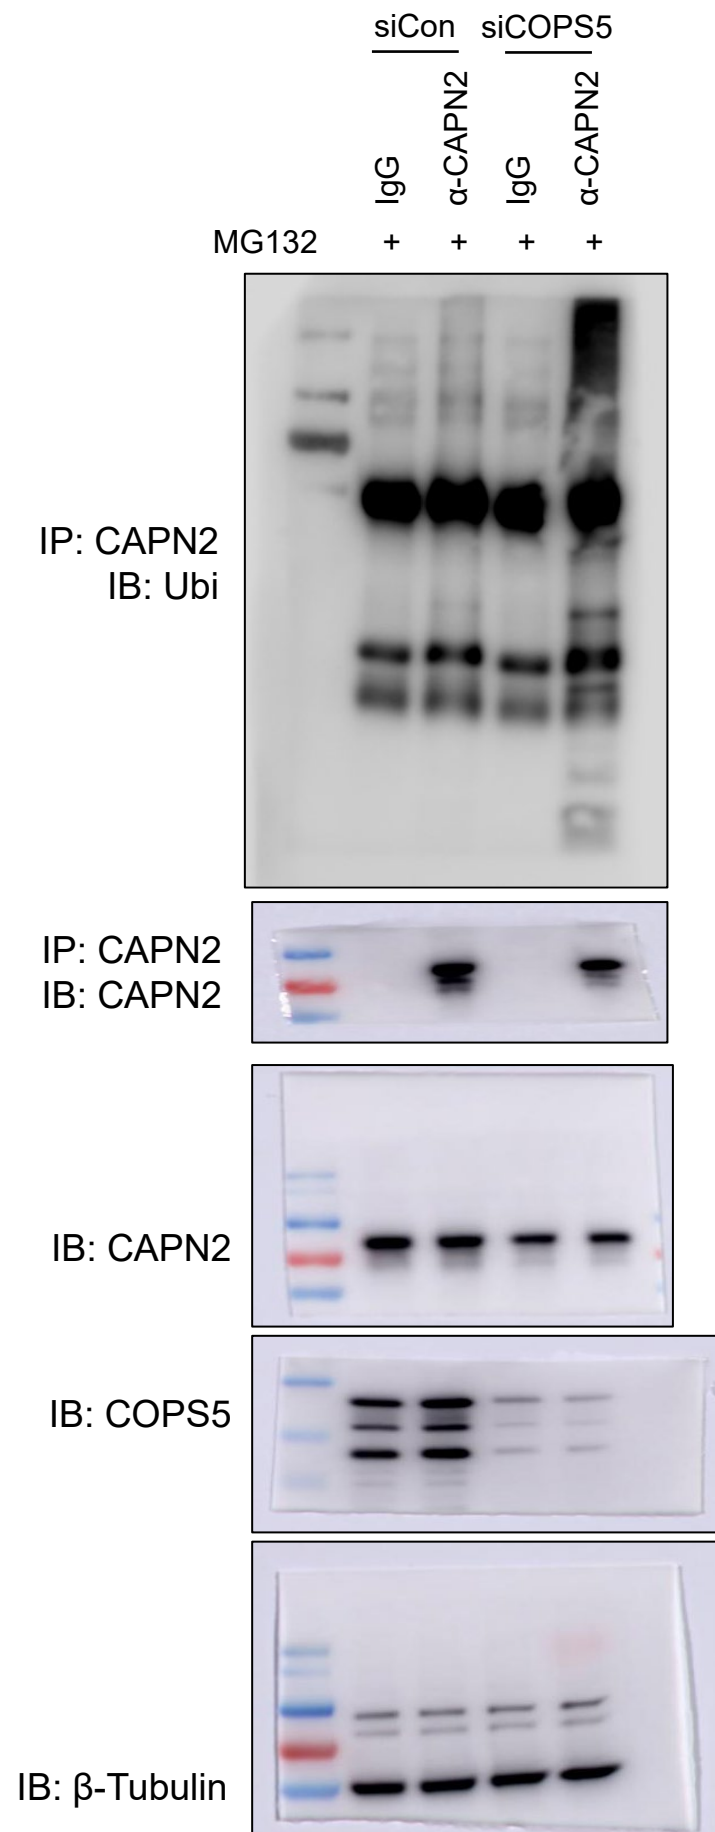 siCon siCOPS5
IgG α-CAPN2 IgG α-CAPN2
MG132 + + + +
IP: CAPN2
IB: Ubi
IP: CAPN2
IB: CAPN2
IB: CAPN2
IB: COPS5
IB: β-Tubulin